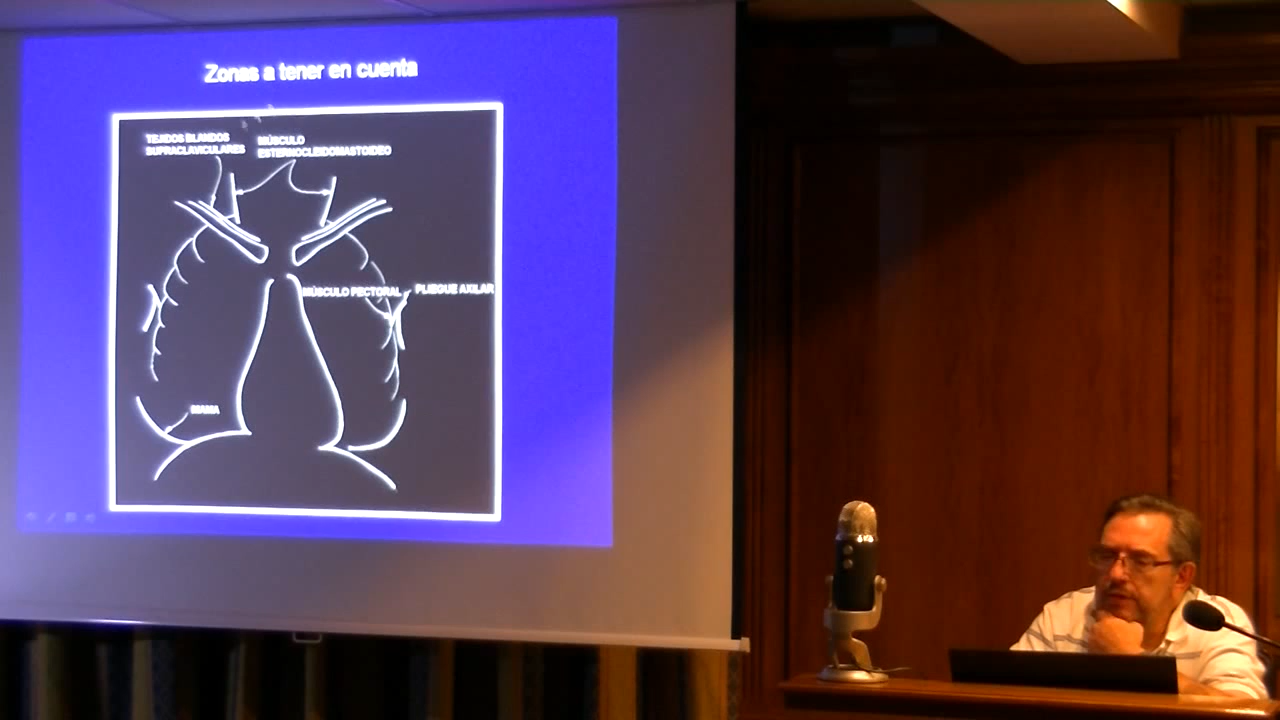 Zonas a tener en cuenta
TEJIDOS BLANDOS
SUPRACLAVICULARES
MÚSCULO
ESTERNOCLEIDOMASTOIDEO
MÚSCULO PECTORAL
PLIEGUE AXILAR
MAMA